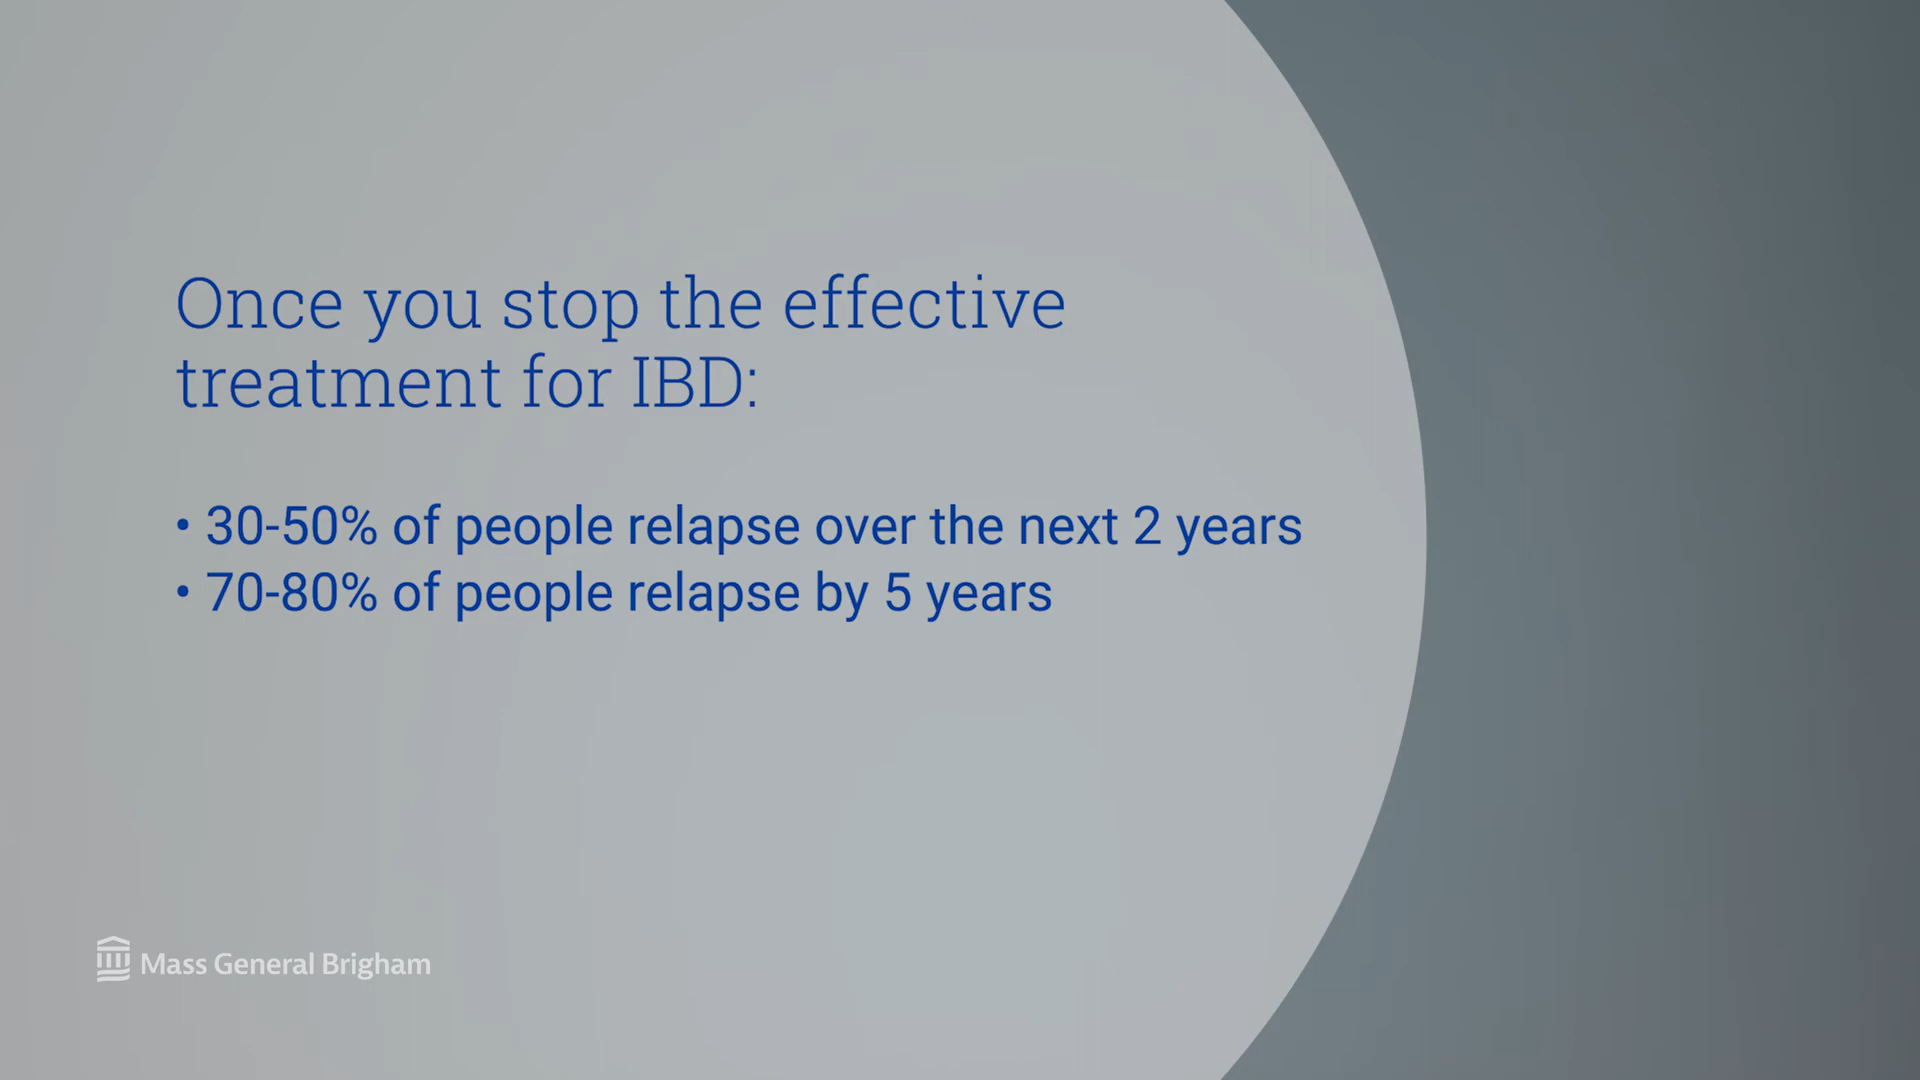 Once you stop the effective
treatment for IBD:
• 30-50% of people relapse over the next 2 years
• 70-80% of people relapse by 5 years
Mass General Brigham